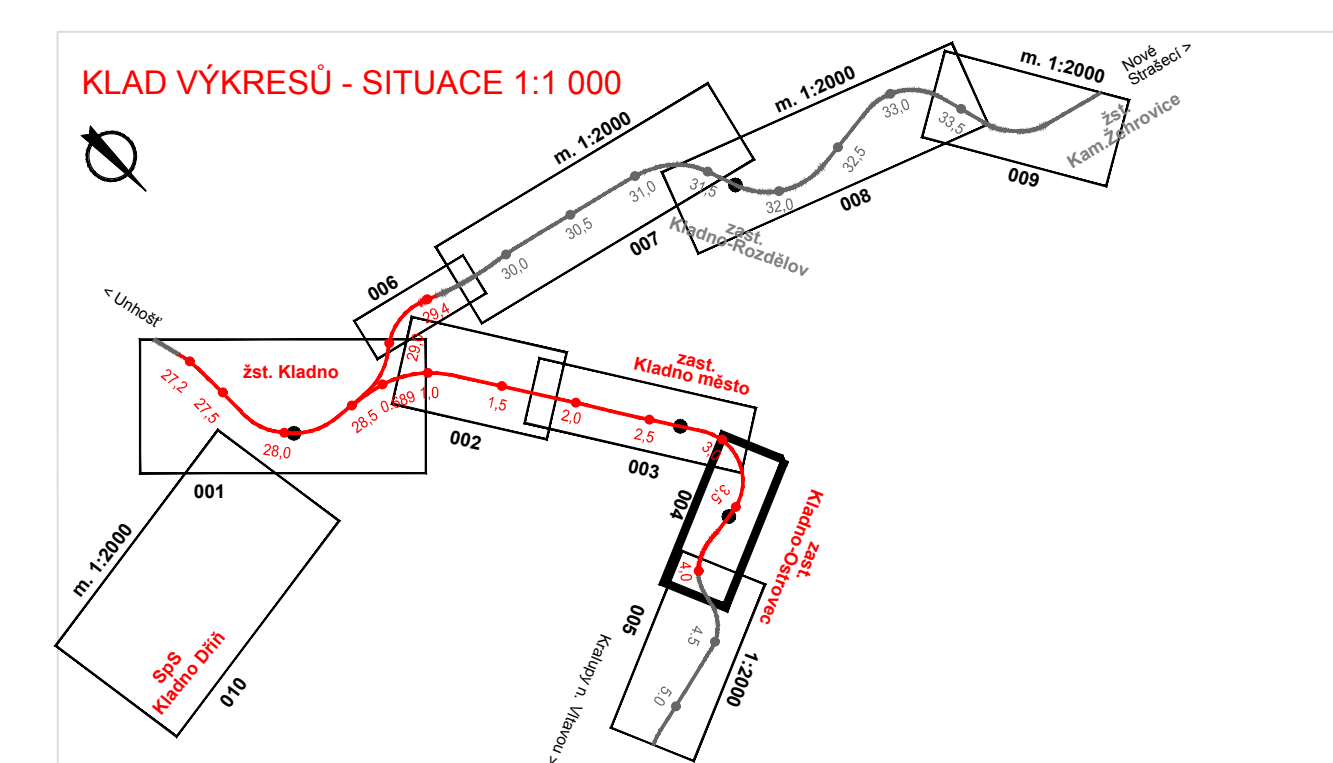 KLAD VÝKRESŮ - SITUACE 1:1 000
m. 1:2000
Nové
Strašecí >
m. 1:2000
m. 1:2000
33,0
33,5
žst.
Kam.Žehrovice
32,5
009
31,0
31,5
32,0
008
30,5
zast.
Kladno-Rozdělov
007
30,0
006
< Unhošť
29,4
29,0
žst. Kladno
zast.
Kladno město
27,2
27,5
28,0
28,5
0,689
1,0
1,5
2,0
2,5
3,0
002
003
001
004
3,5
zast.
Kladno-Ostrovec
m. 1:2000
4,0
005
4,5
1:2000
5,0
Kralupy n. Vltavou >
SpS
Kladno Dříň
010